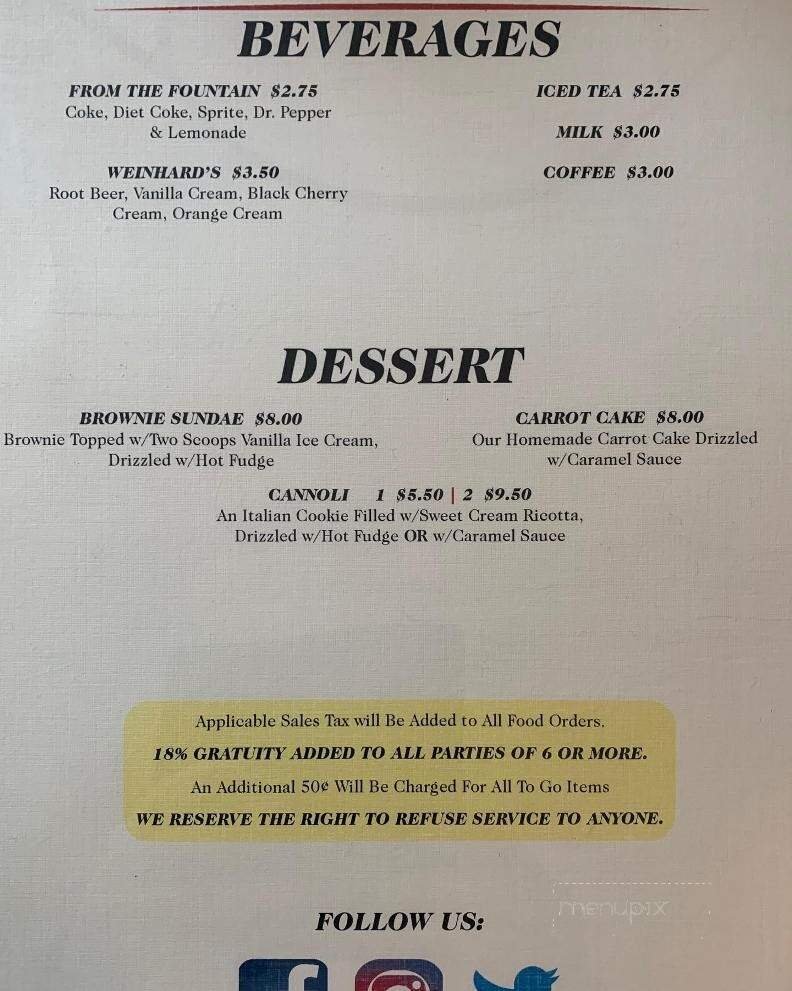 BEVERAGES
FROM THE FOUNTAIN $2.75
Coke, Diet Coke, Sprite, Dr. Pepper
& Lemonade
WEINHARD'S $3.50
Root Beer, Vanilla Cream, Black Cherry
Cream, Orange Cream
ICED TEA $2.75
MILK $3.00
COFFEE $3.00
DESSERT
BROWNIE SUNDAE $8.00
Brownie Topped w/Two Scoops Vanilla Ice Cream,
Drizzled w/Hot Fudge
CARROT CAKE $8.00
Our Homemade Carrot Cake Drizzled
w/Caramel Sauce
CANNOLI 1 $5.50 | 2 $9.50
An Italian Cookie Filled w/Sweet Cream Ricotta,
Drizzled w/Hot Fudge OR w/Caramel Sauce
Applicable Sales Tax will Be Added to All Food Orders.
18% GRATUITY ADDED TO ALL PARTIES OF 6 OR MORE.
An Additional 50¢ Will Be Charged For All To Go Items
WE RESERVE THE RIGHT TO REFUSE SERVICE TO ANYONE.
menupix
FOLLOW US: